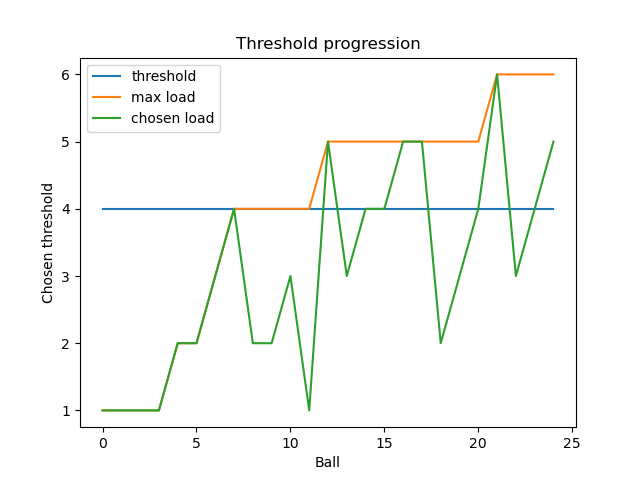 Threshold progression
threshold
max load
chosen load
Chosen threshold
6
5
4
3
2
1
0
5
10
15
20
25
Ball